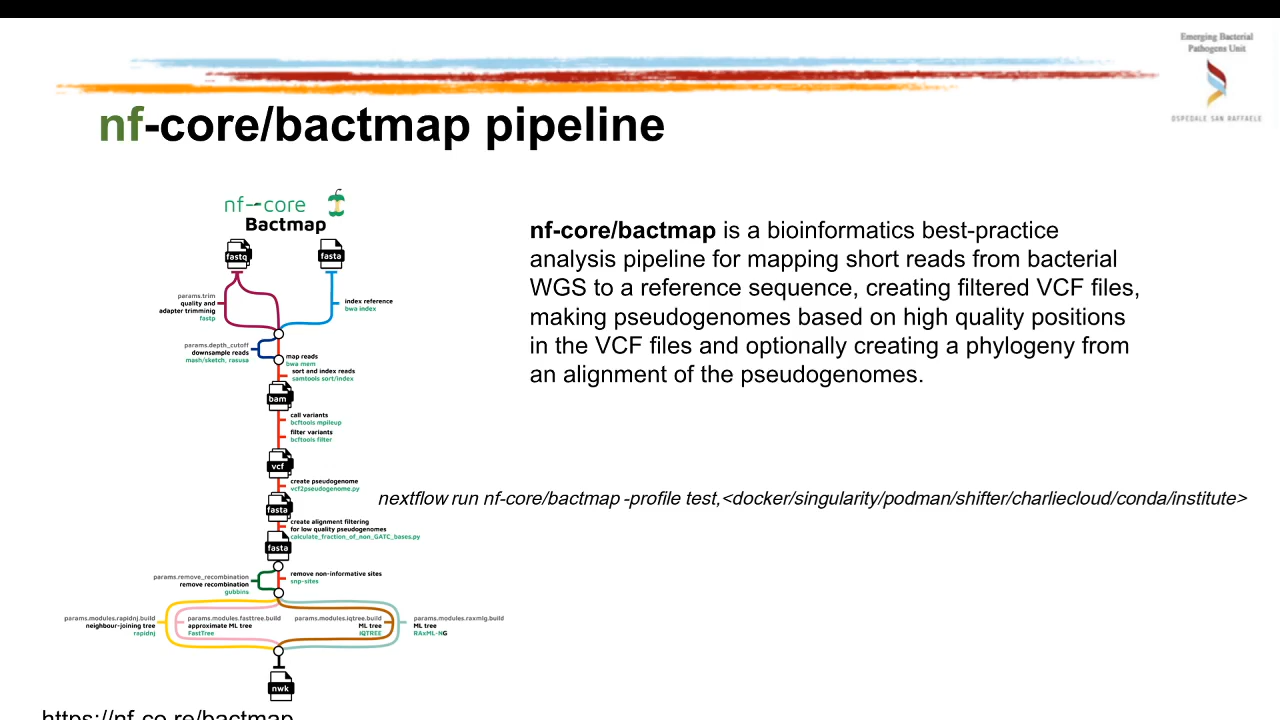 Emerging Bacterial
Pathogens Unit
OSPEDALE SAN RAFFAELE
nf-core/bactmap pipeline
nf-core
Bactmap
fastq
fasta
params.trim
quality and
adapter trimminig
fastp
index reference
bwa index
params.depth_cutoff
downsample reads
mash/sketch, rasusa
map reads
bwa mem
sort and index reads
samtools sort/index
bam
call variants
bcftools mpileup
filter variants
bcftools filter
vcf
create pseudogenome
vcf2pseudogenome.py
fasta
create alignment filtering
for low quality pseudogenomes
calculate_fraction_of_non_GATC_bases.py
fasta
params.remove_recombination
remove recombination
gubbins
remove non-informative sites
snp-sites
params.modules.rapidnj.build
neighbour-joining tree
rapidnj
params.modules.fasttree.build
approximate ML tree
FastTree
params.modules.iqtree.build
ML tree
IQTREE
params.modules.raxmlg.build
ML tree
RAxML-NG
nwk
nf-core/bactmap is a bioinformatics best-practice
analysis pipeline for mapping short reads from bacterial
WGS to a reference sequence, creating filtered VCF files,
making pseudogenomes based on high quality positions
in the VCF files and optionally creating a phylogeny from
an alignment of the pseudogenomes.
nextflow run nf-core/bactmap -profile test,<docker/singularity/podman/shifter/charliecloud/conda/institute>
https://nf-co.re/bactmap